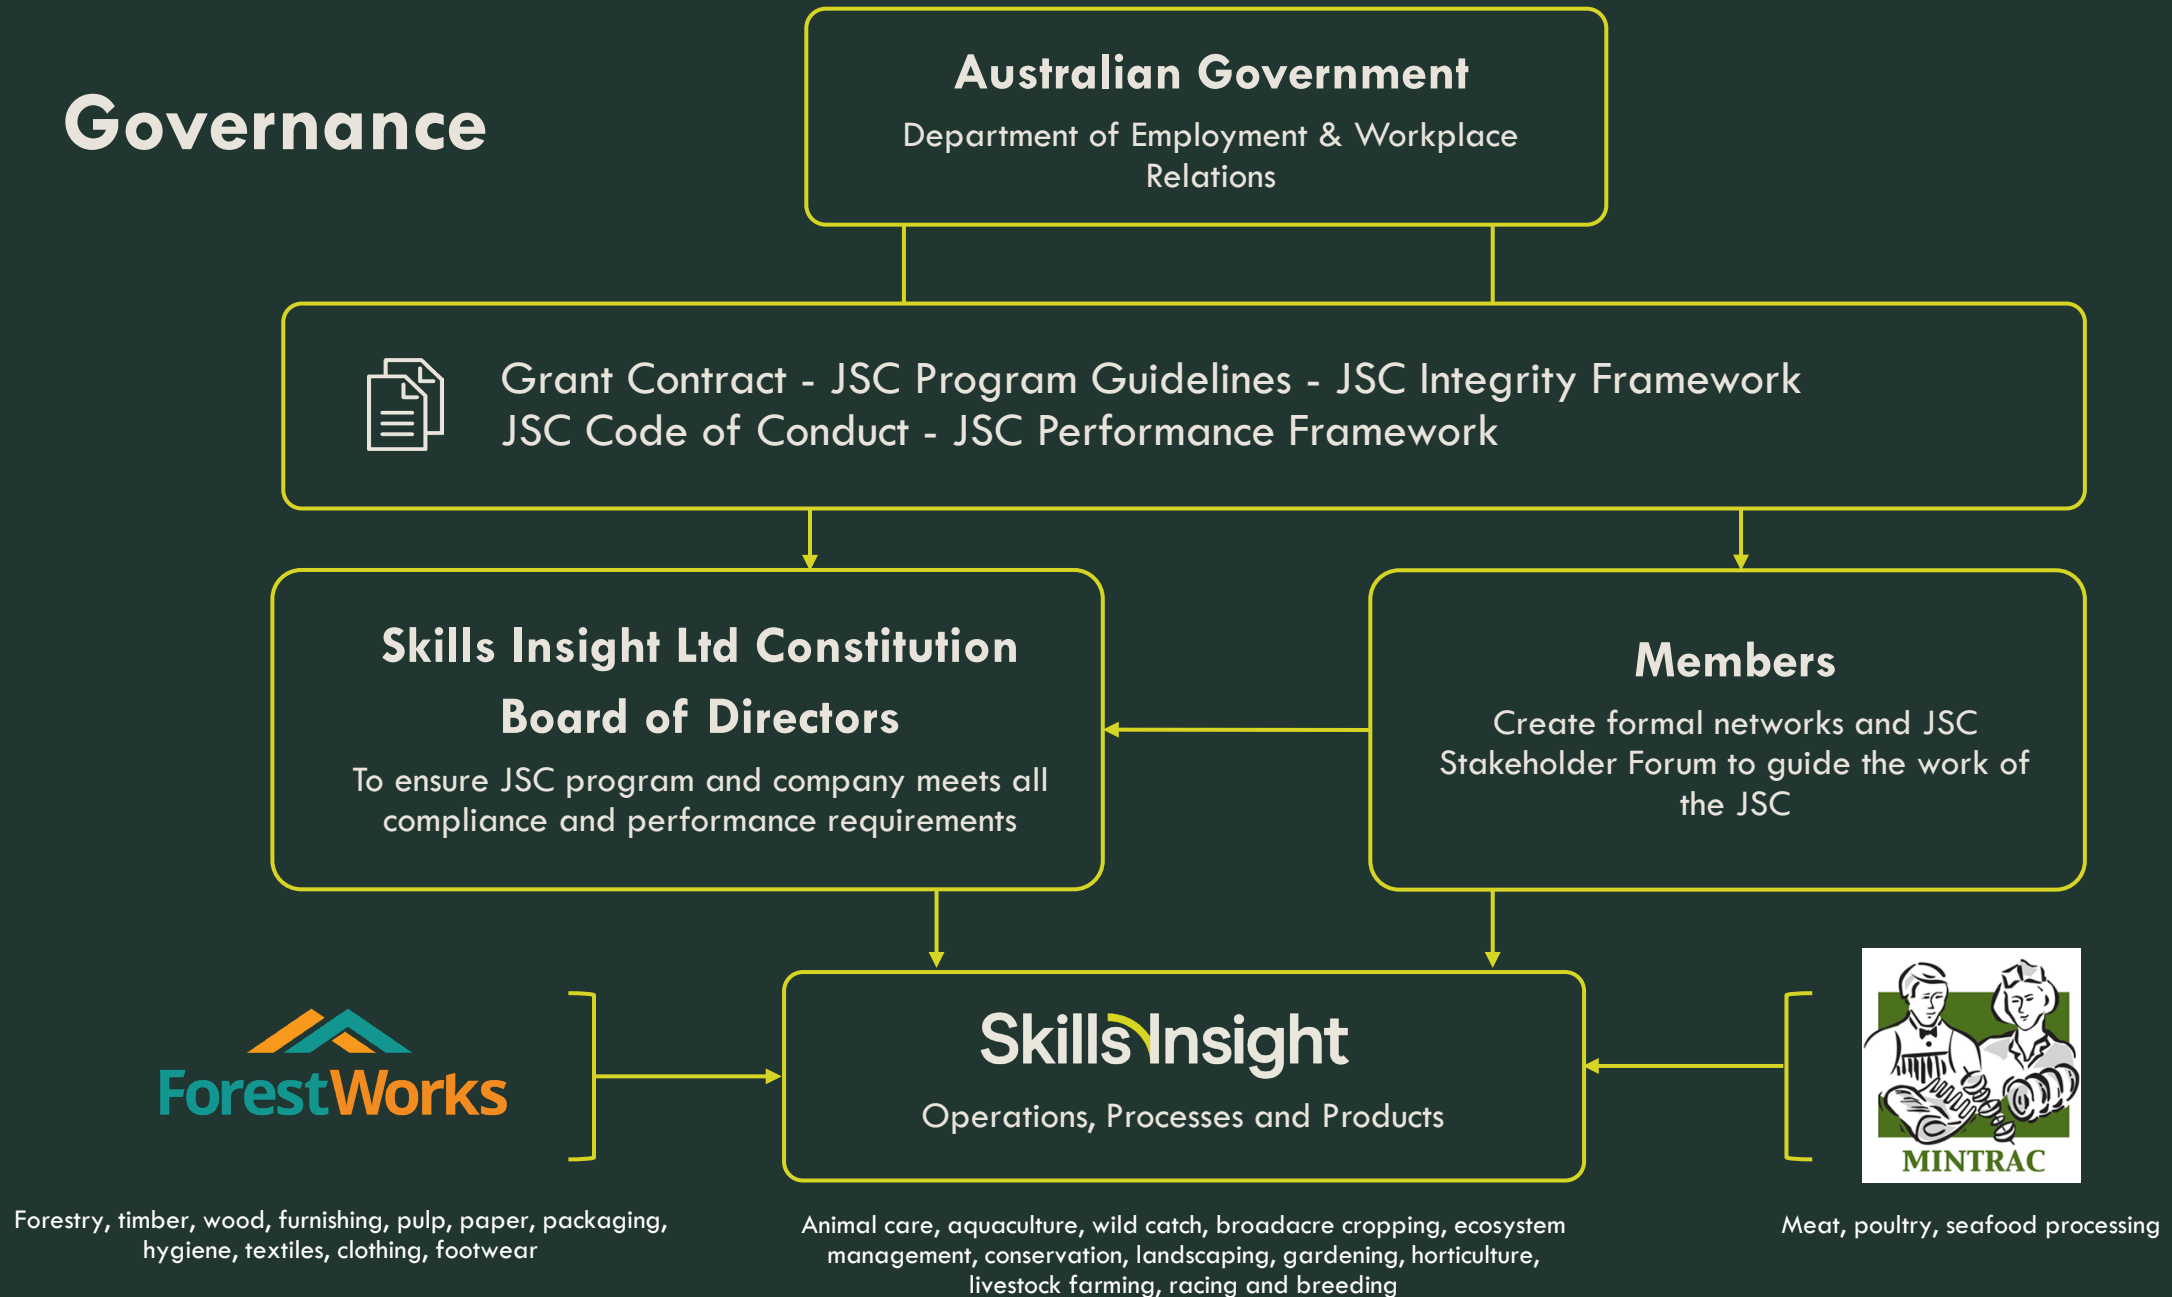 Governance
Australian Government
Department of Employment & Workplace
Relations
Grant Contract - JSC Program Guidelines - JSC Integrity Framework
JSC Code of Conduct - JSC Performance Framework
Skills Insight Ltd Constitution
Board of Directors
To ensure JSC program and company meets all
compliance and performance requirements
Members
Create formal networks and JSC
Stakeholder Forum to guide the work of
the JSC
ForestWorks
Forestry, timber, wood, furnishing, pulp, paper, packaging,
hygiene, textiles, clothing, footwear
Skills Insight
Operations, Processes and Products
Animal care, aquaculture, wild catch, broadacre cropping, ecosystem
management, conservation, landscaping, gardening, horticulture,
livestock farming, racing and breeding
MINTRAC
Meat, poultry, seafood processing